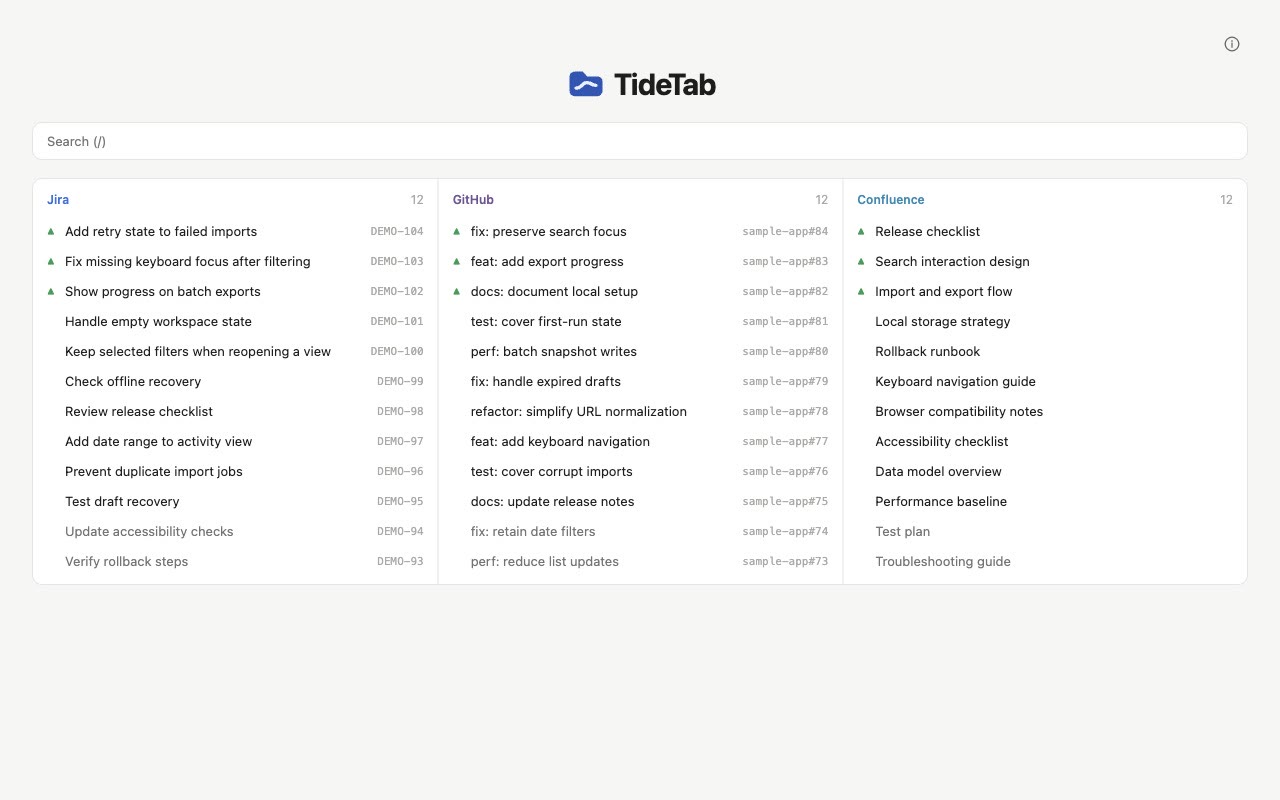 TideTab
Search (/)
Jira 12
Add retry state to failed imports DEMO-104
Fix missing keyboard focus after filtering DEMO-103
Show progress on batch exports DEMO-102
Handle empty workspace state DEMO-101
Keep selected filters when reopening a view DEMO-100
Check offline recovery DEMO-99
Review release checklist DEMO-98
Add date range to activity view DEMO-97
Prevent duplicate import jobs DEMO-96
Test draft recovery DEMO-95
Update accessibility checks DEMO-94
Verify rollback steps DEMO-93
GitHub 12
fix: preserve search focus sample-app#84
feat: add export progress sample-app#83
docs: document local setup sample-app#82
test: cover first-run state sample-app#81
perf: batch snapshot writes sample-app#80
fix: handle expired drafts sample-app#79
refactor: simplify URL normalization sample-app#78
feat: add keyboard navigation sample-app#77
test: cover corrupt imports sample-app#76
docs: update release notes sample-app#75
fix: retain date filters sample-app#74
perf: reduce list updates sample-app#73
Confluence 12
Release checklist
Search interaction design
Import and export flow
Local storage strategy
Rollback runbook
Keyboard navigation guide
Browser compatibility notes
Accessibility checklist
Data model overview
Performance baseline
Test plan
Troubleshooting guide